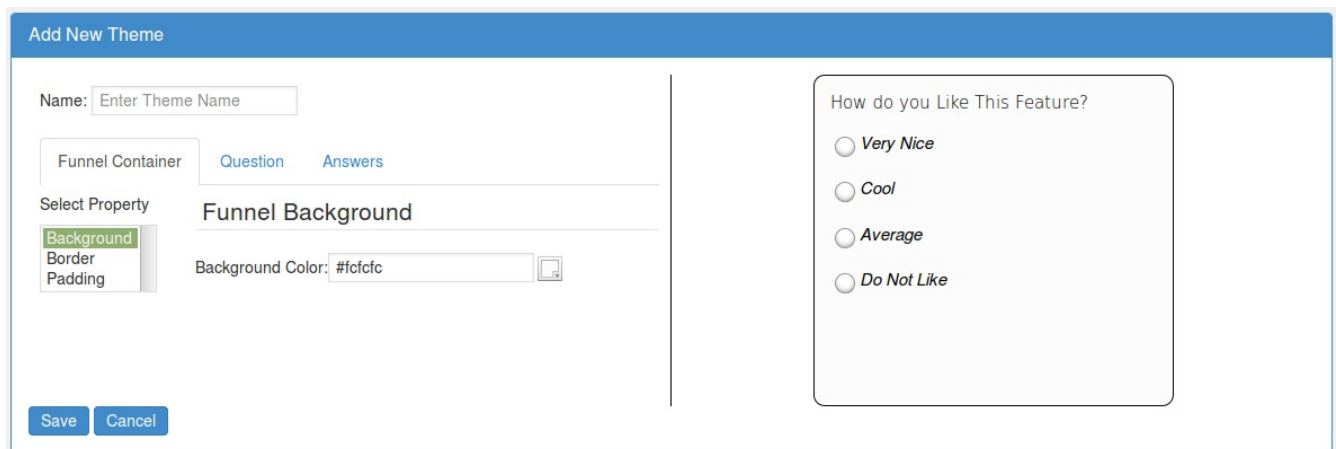 Add New Theme
Name: Enter Theme Name
Funnel Container Question Answers
Select Property
Background
Border
Padding
Funnel Background
Background Color: #fcfcfc
Save Cancel
How do you Like This Feature?
Very Nice
Cool
Average
Do Not Like